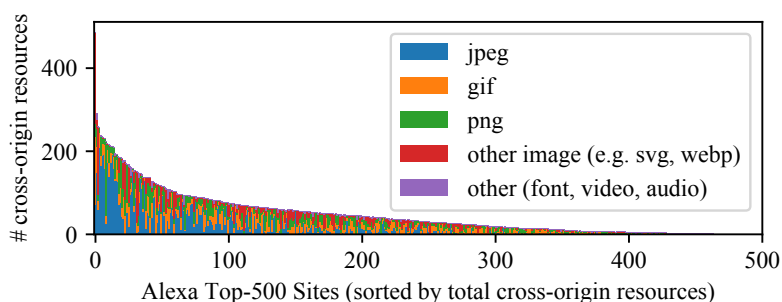 # cross-origin resources
400
200
0
jpeg
gif
png
other image (e.g. svg, webp)
other (font, video, audio)
0 100 200 300 400 500
Alexa Top-500 Sites (sorted by total cross-origin resources)